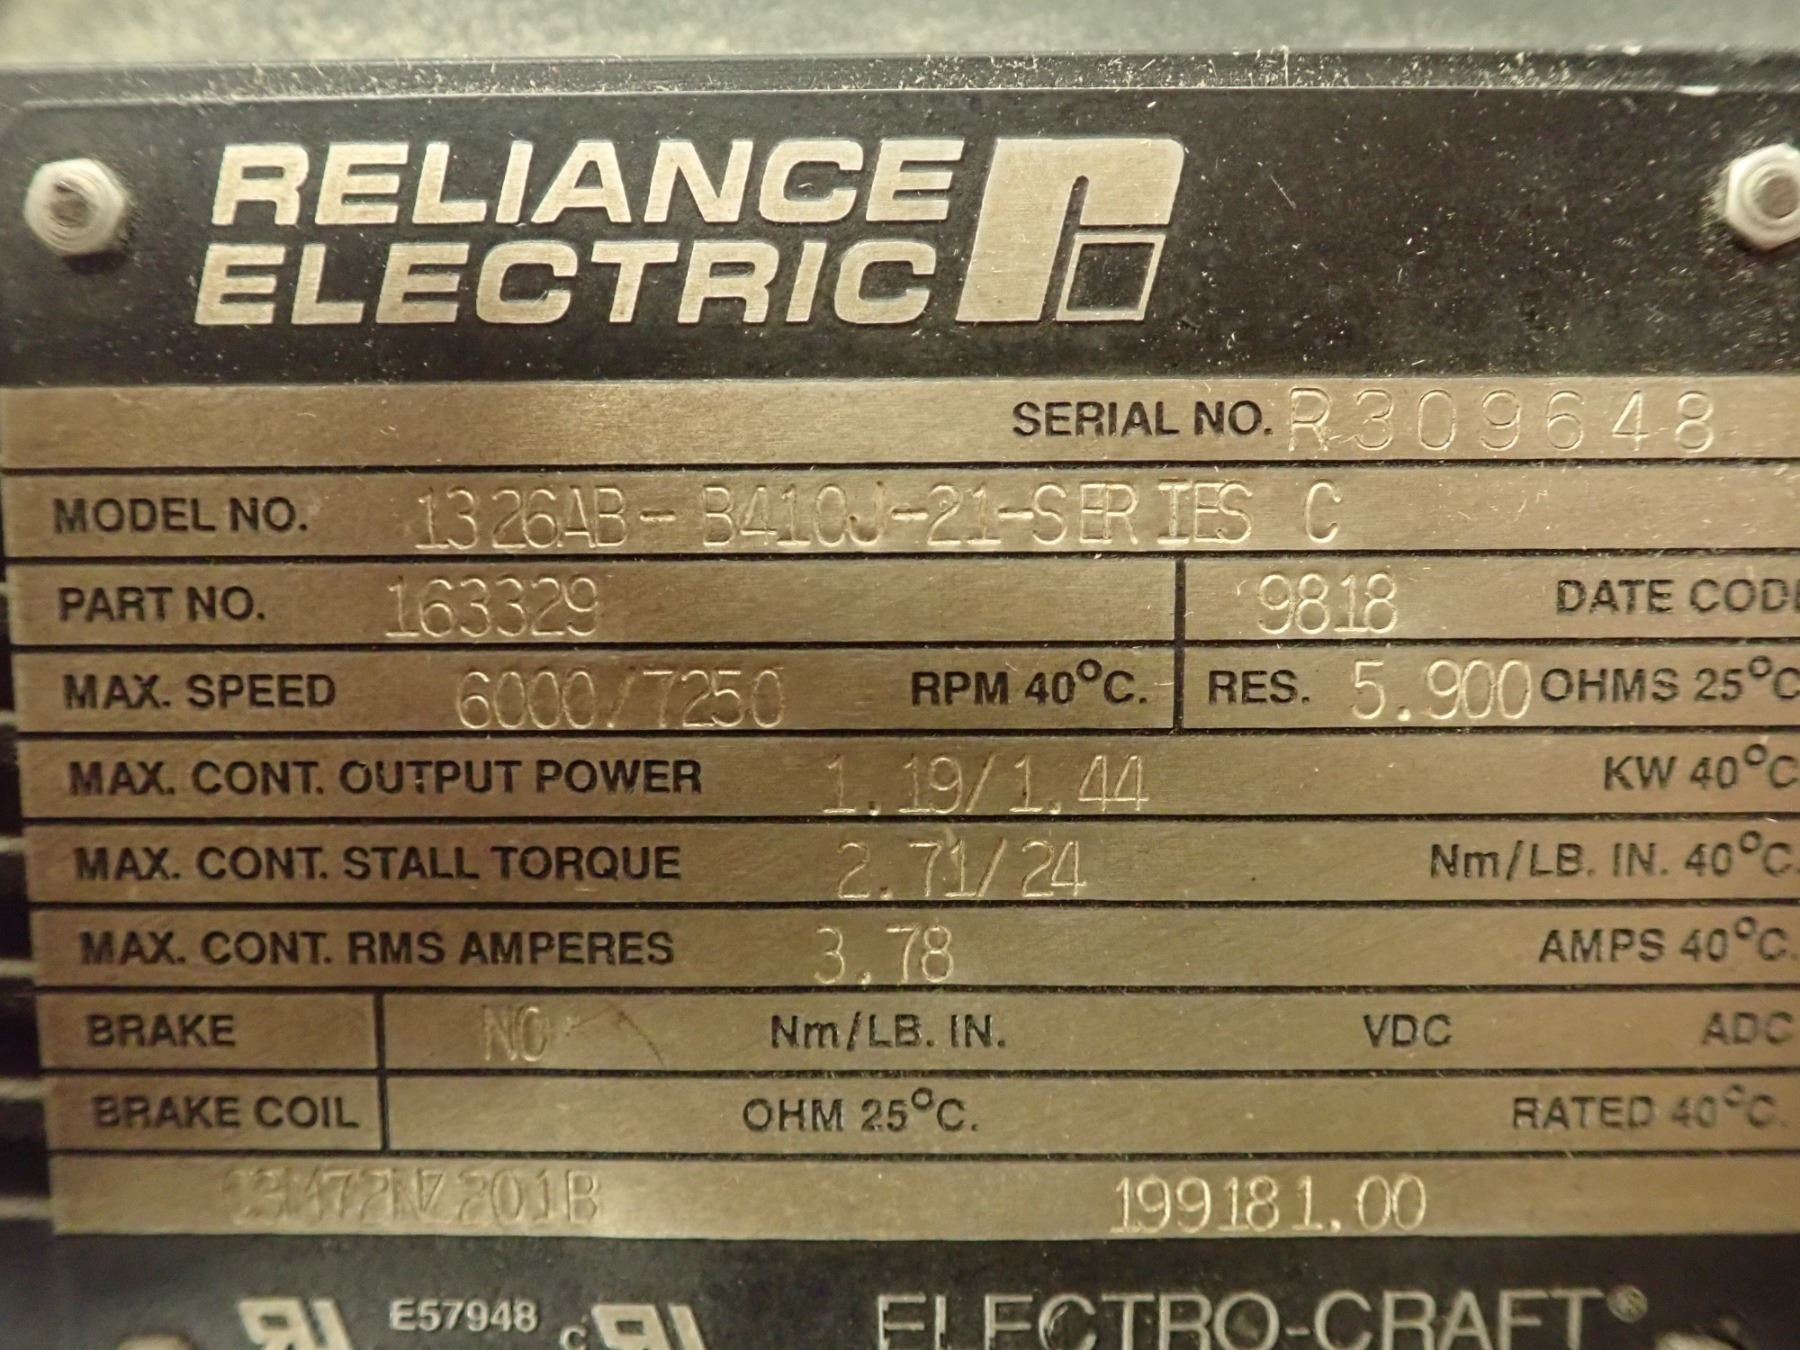 RELIANCE
ELECTRIC
SERIAL NO. R309648
MODEL NO. 1326AB-B410J-21-SERIES C
PART NO. 163329 9818 DATE COD
MAX. SPEED 6000/7250 RPM 40°C. RES. 5.900 OHMS 25°C
MAX. CONT. OUTPUT POWER 1.19/1.44 KW 40°C
MAX. CONT. STALL TORQUE 2.71/24 Nm/LB. IN. 40°C.
MAX. CONT. RMS AMPERES 3.78 AMPS 40°C.
BRAKE NO Nm/LB. IN. VDC ADC
BRAKE COIL OHM 25°C. RATED 40°C.
199181.00
E57948 C ELECTRO-CRAFT®